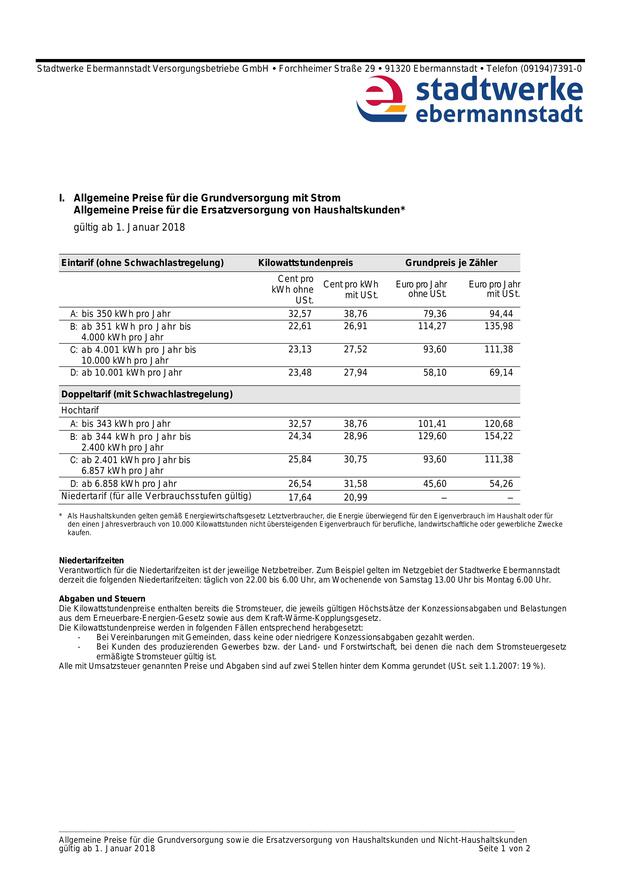 Stadtwerke Ebermannstadt Versorgungsbetriebe GmbH • Forchheimer Straße 29 • 91320 Ebermannstadt • Telefon (09194)7391-0
stadtwerke
ebermannstadt
I. Allgemeine Preise für die Grundversorgung mit Strom
Allgemeine Preise für die Ersatzversorgung von Haushaltskunden*
gültig ab 1. Januar 2018
Eintarif (ohne Schwachlastregelung) Kilowattstundenpreis Grundpreis je Zähler
Cent pro kWh ohne USt. Cent pro kWh mit USt. Euro pro Jahr ohne USt. Euro pro Jahr mit USt.
A: bis 350 kWh pro Jahr 32,57 38,76 79,36 94,44
B: ab 351 kWh pro Jahr bis 22,61 26,91 114,27 135,98
4.000 kWh pro Jahr
C: ab 4.001 kWh pro Jahr bis 23,13 27,52 93,60 111,38
10.000 kWh pro Jahr
D: ab 10.001 kWh pro Jahr 23,48 27,94 58,10 69,14
Doppeltarif (mit Schwachlastregelung)
Hochtarif
A: bis 343 kWh pro Jahr 32,57 38,76 101,41 120,68
B: ab 344 kWh pro Jahr bis 24,34 28,96 129,60 154,22
2.400 kWh pro Jahr
C: ab 2.401 kWh pro Jahr bis 25,84 30,75 93,60 111,38
6.857 kWh pro Jahr
D: ab 6.858 kWh pro Jahr 26,54 31,58 45,60 54,26
Niedertarif (für alle Verbrauchsstufen gültig) 17,64 20,99 – –
* Als Haushaltskunden gelten gemäß Energiewirtschaftsgesetz Letztverbraucher, die Energie überwiegend für den Eigenverbrauch im Haushalt oder für
den einen Jahresverbrauch von 10.000 Kilowattstunden nicht übersteigenden Eigenverbrauch für berufliche, landwirtschaftliche oder gewerbliche Zwecke
kaufen.
Niedertarifzeiten
Verantwortlich für die Niedertarifzeiten ist der jeweilige Netzbetreiber. Zum Beispiel gelten im Netzgebiet der Stadtwerke Ebermannstadt
derzeit die folgenden Niedertarifzeiten: täglich von 22.00 bis 6.00 Uhr, am Wochenende von Samstag 13.00 Uhr bis Montag 6.00 Uhr.
Abgaben und Steuern
Die Kilowattstundenpreise enthalten bereits die Stromsteuer, die jeweils gültigen Höchstsätze der Konzessionsabgaben und Belastungen
aus dem Erneuerbare-Energien-Gesetz sowie aus dem Kraft-Wärme-Kopplungsgesetz.
Die Kilowattstundenpreise werden in folgenden Fällen entsprechend herabgesetzt:
- Bei Vereinbarungen mit Gemeinden, dass keine oder niedrigere Konzessionsabgaben gezahlt werden.
- Bei Kunden des produzierenden Gewerbes bzw. der Land- und Forstwirtschaft, bei denen die nach dem Stromsteuergesetz
ermäßigte Stromsteuer gültig ist.
Alle mit Umsatzsteuer genannten Preise und Abgaben sind auf zwei Stellen hinter dem Komma gerundet (USt. seit 1.1.2007: 19 %).
Allgemeine Preise für die Grundversorgung sowie die Ersatzversorgung von Haushaltskunden und Nicht-Haushaltskunden
gültig ab 1. Januar 2018 Seite 1 von 2